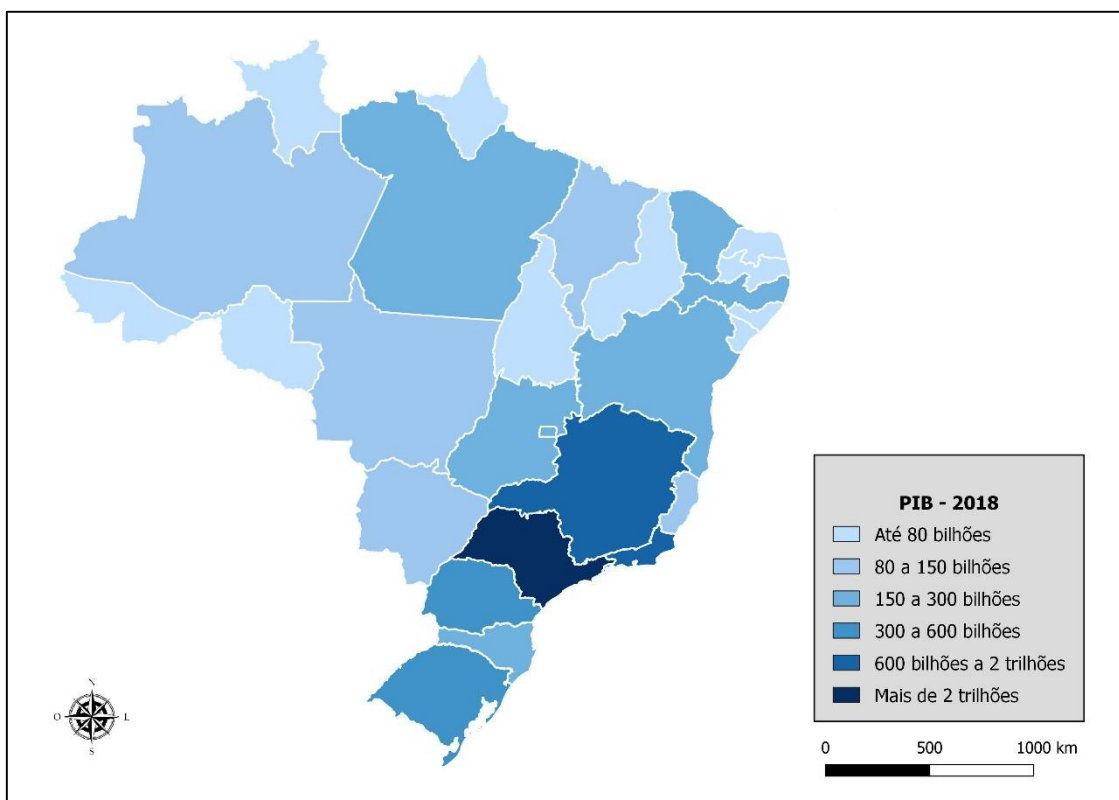 PIB - 2018
Até 80 bilhões
80 a 150 bilhões
150 a 300 bilhões
300 a 600 bilhões
600 bilhões a 2 trilhões
Mais de 2 trilhões
N
O L
S
0 500 1000 km